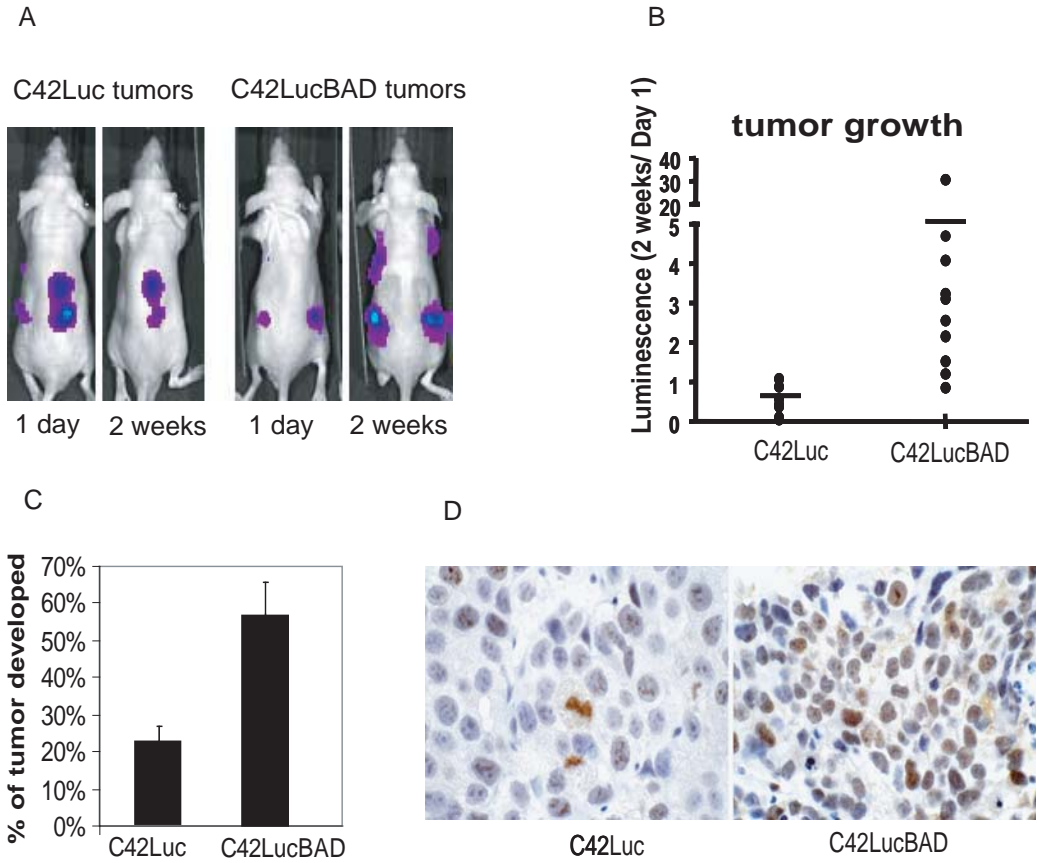 A
C42Luc tumors
C42LucBAD tumors
1 day
2 weeks
1 day
2 weeks
B
tumor growth
Luminescence (2 weeks/ Day 1)
40
30
20
5
4
3
2
1
0
C42Luc
C42LucBAD
C
% of tumor developed
70%
60%
50%
40%
30%
20%
10%
0%
C42Luc
C42LucBAD
D
C42Luc
C42LucBAD